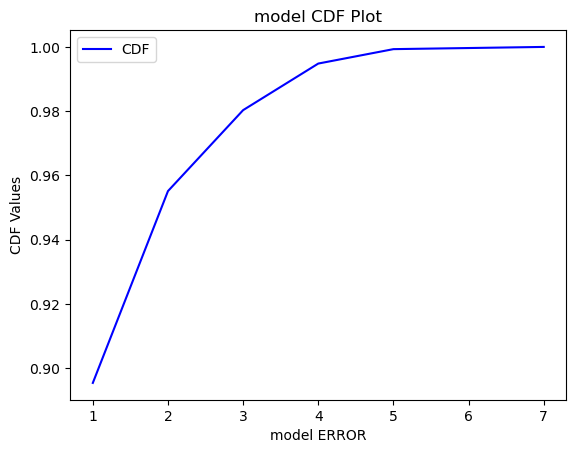 model CDF Plot
CDF
CDF Values
1.00
0.98
0.96
0.94
0.92
0.90
1 2 3 4 5 6 7
model ERROR